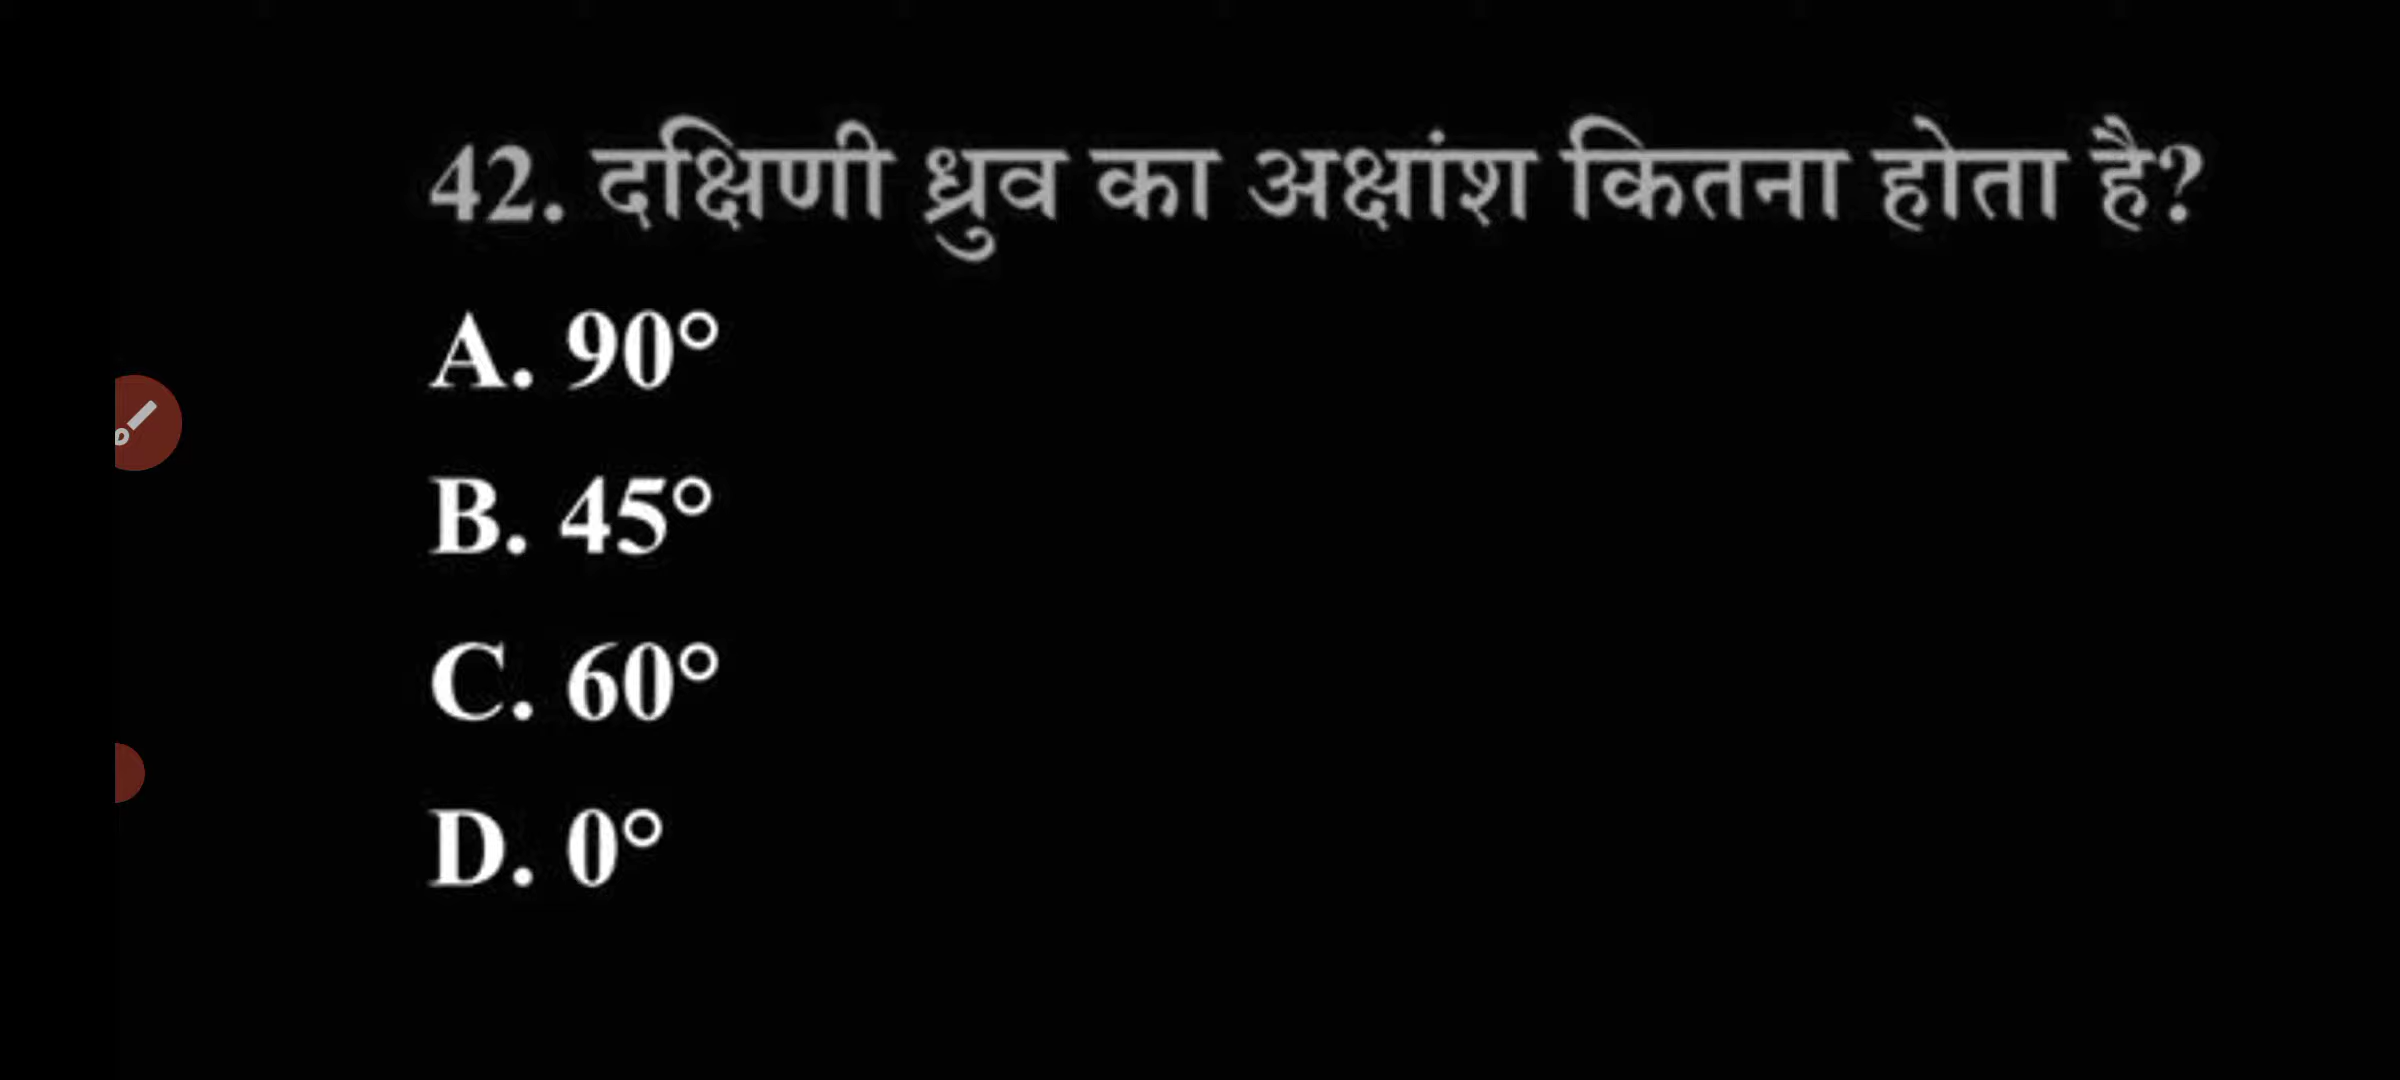 42. दक्षिणी ध्रुव का अक्षांश कितना होता है?
A. 90°
B. 45°
C. 60°
D. 0°